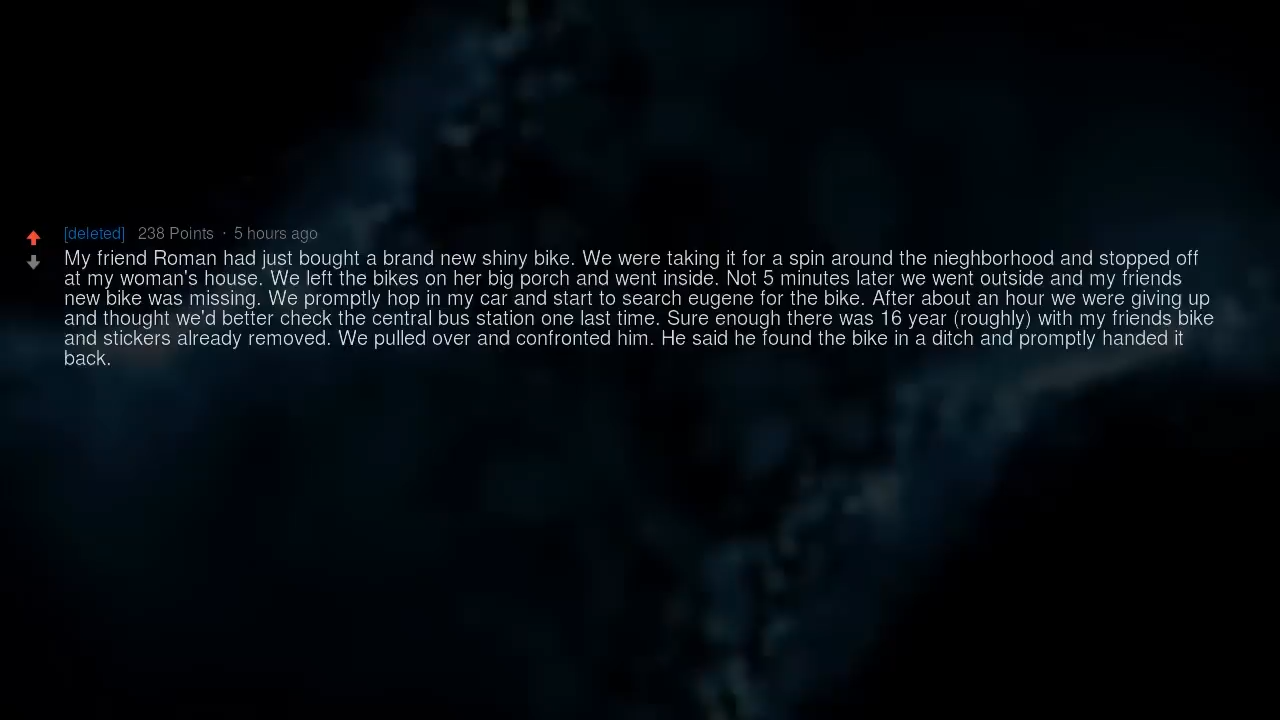 [deleted] 238 Points · 5 hours ago
My friend Roman had just bought a brand new shiny bike. We were taking it for a spin around the nieghborhood and stopped off
at my woman's house. We left the bikes on her big porch and went inside. Not 5 minutes later we went outside and my friends
new bike was missing. We promptly hop in my car and start to search eugene for the bike. After about an hour we were giving up
and thought we'd better check the central bus station one last time. Sure enough there was 16 year (roughly) with my friends bike
and stickers already removed. We pulled over and confronted him. He said he found the bike in a ditch and promptly handed it
back.